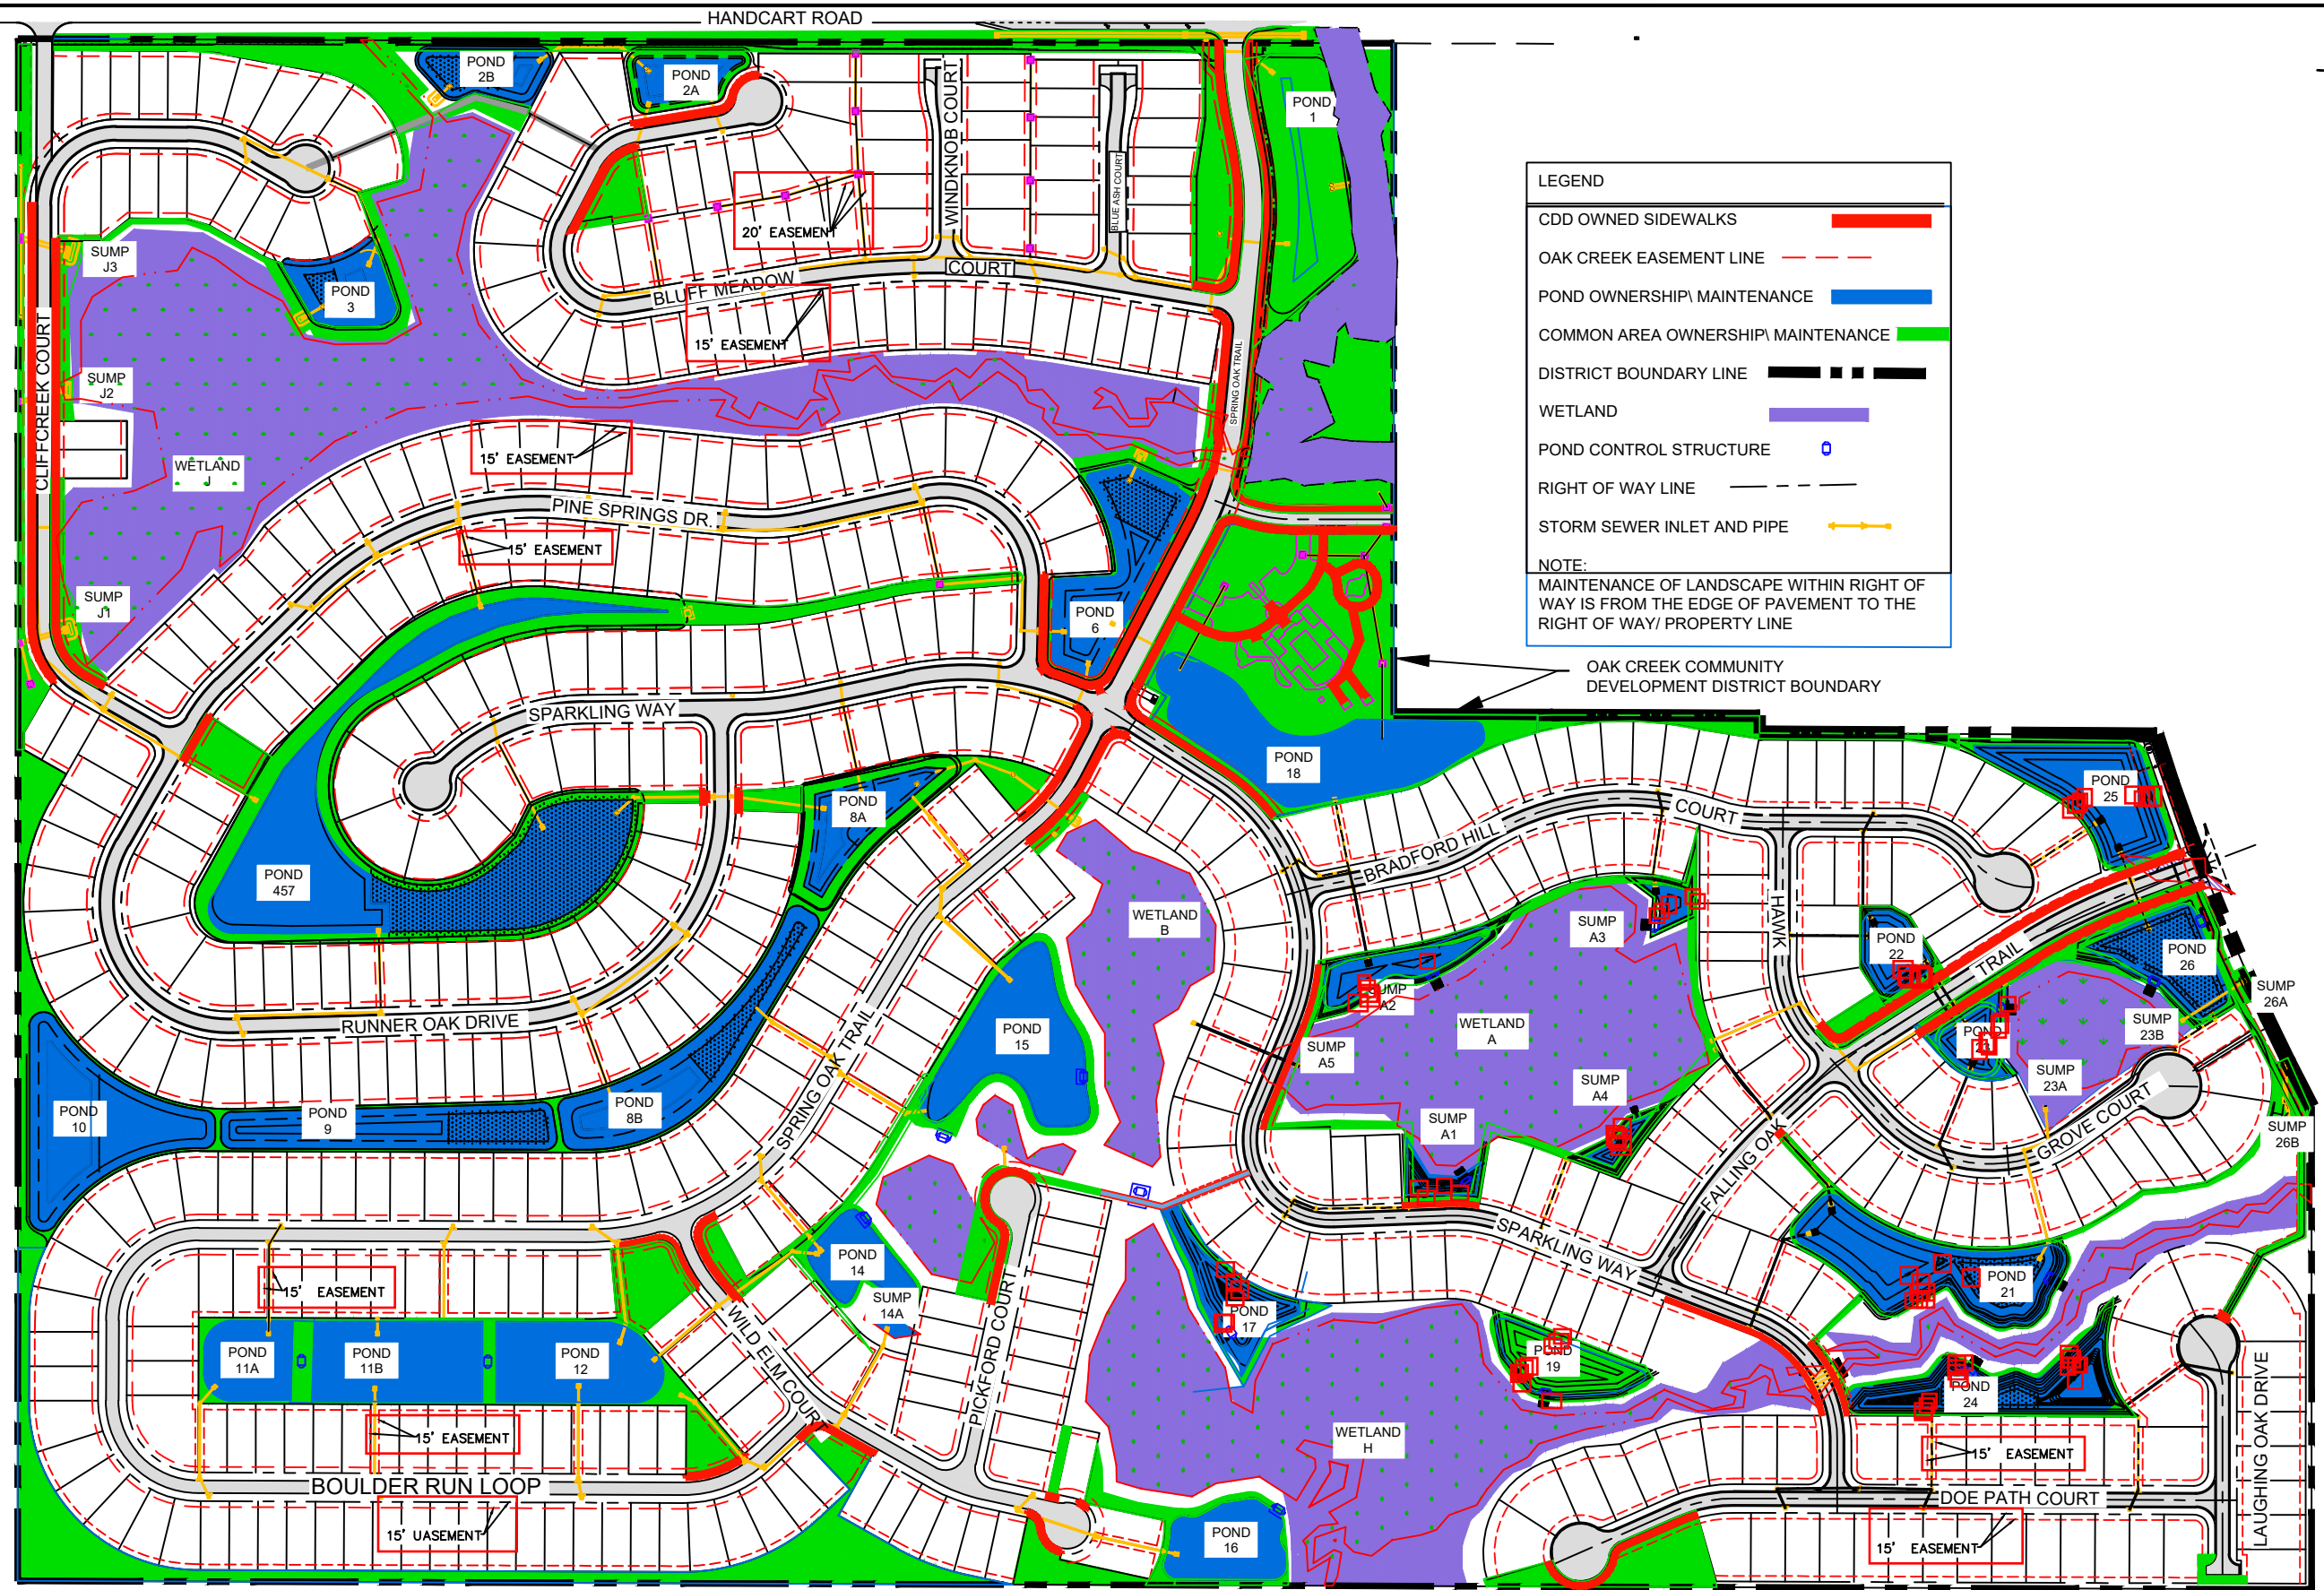 HANDCART ROAD
POND
2B
POND
2A
WINDKNOB COURT
BLUE ASH COURT
POND
1
20' EASEMENT
SUMP
J3
POND
3
BLUFF MEADOW
COURT
15' EASEMENT
CLIFFCREEK COURT
SUMP
J2
SPRING OAK TRAIL
15' EASEMENT
WETLAND
J
PINE SPRINGS DR.
15' EASEMENT
SUMP
J1
POND
6
LEGEND
CDD OWNED SIDEWALKS
OAK CREEK EASEMENT LINE
POND OWNERSHIP\ MAINTENANCE
COMMON AREA OWNERSHIP\ MAINTENANCE
DISTRICT BOUNDARY LINE
WETLAND
POND CONTROL STRUCTURE
RIGHT OF WAY LINE
STORM SEWER INLET AND PIPE
NOTE:
MAINTENANCE OF LANDSCAPE WITHIN RIGHT OF
WAY IS FROM THE EDGE OF PAVEMENT TO THE
RIGHT OF WAY/ PROPERTY LINE
OAK CREEK COMMUNITY
DEVELOPMENT DISTRICT BOUNDARY
SPARKLING WAY
POND
18
POND
25
POND
8A
BRADFORD HILL
COURT
POND
457
WETLAND
B
SUMP
A3
HAWK
POND
22
TRAIL
POND
26
SUMP
26A
SUMP
A2
RUNNER OAK DRIVE
SPRING OAK TRAIL
POND
15
WETLAND
A
SUMP
A5
SUMP
23B
POND
SUMP
23A
POND
10
POND
9
POND
8B
SUMP
A4
SUMP
A1
FALLING OAK
GROVE COURT
SUMP
26B
SPARKLING WAY
POND
14
SUMP
14A
15' EASEMENT
WILD ELM COURT
PICKFORD COURT
POND
17
POND
21
POND
11A
POND
11B
POND
12
POND
19
POND
24
15' EASEMENT
WETLAND
H
15' EASEMENT
LAUGHING OAK DRIVE
BOULDER RUN LOOP
DOE PATH COURT
15' UASEMENT
POND
16
15' EASEMENT